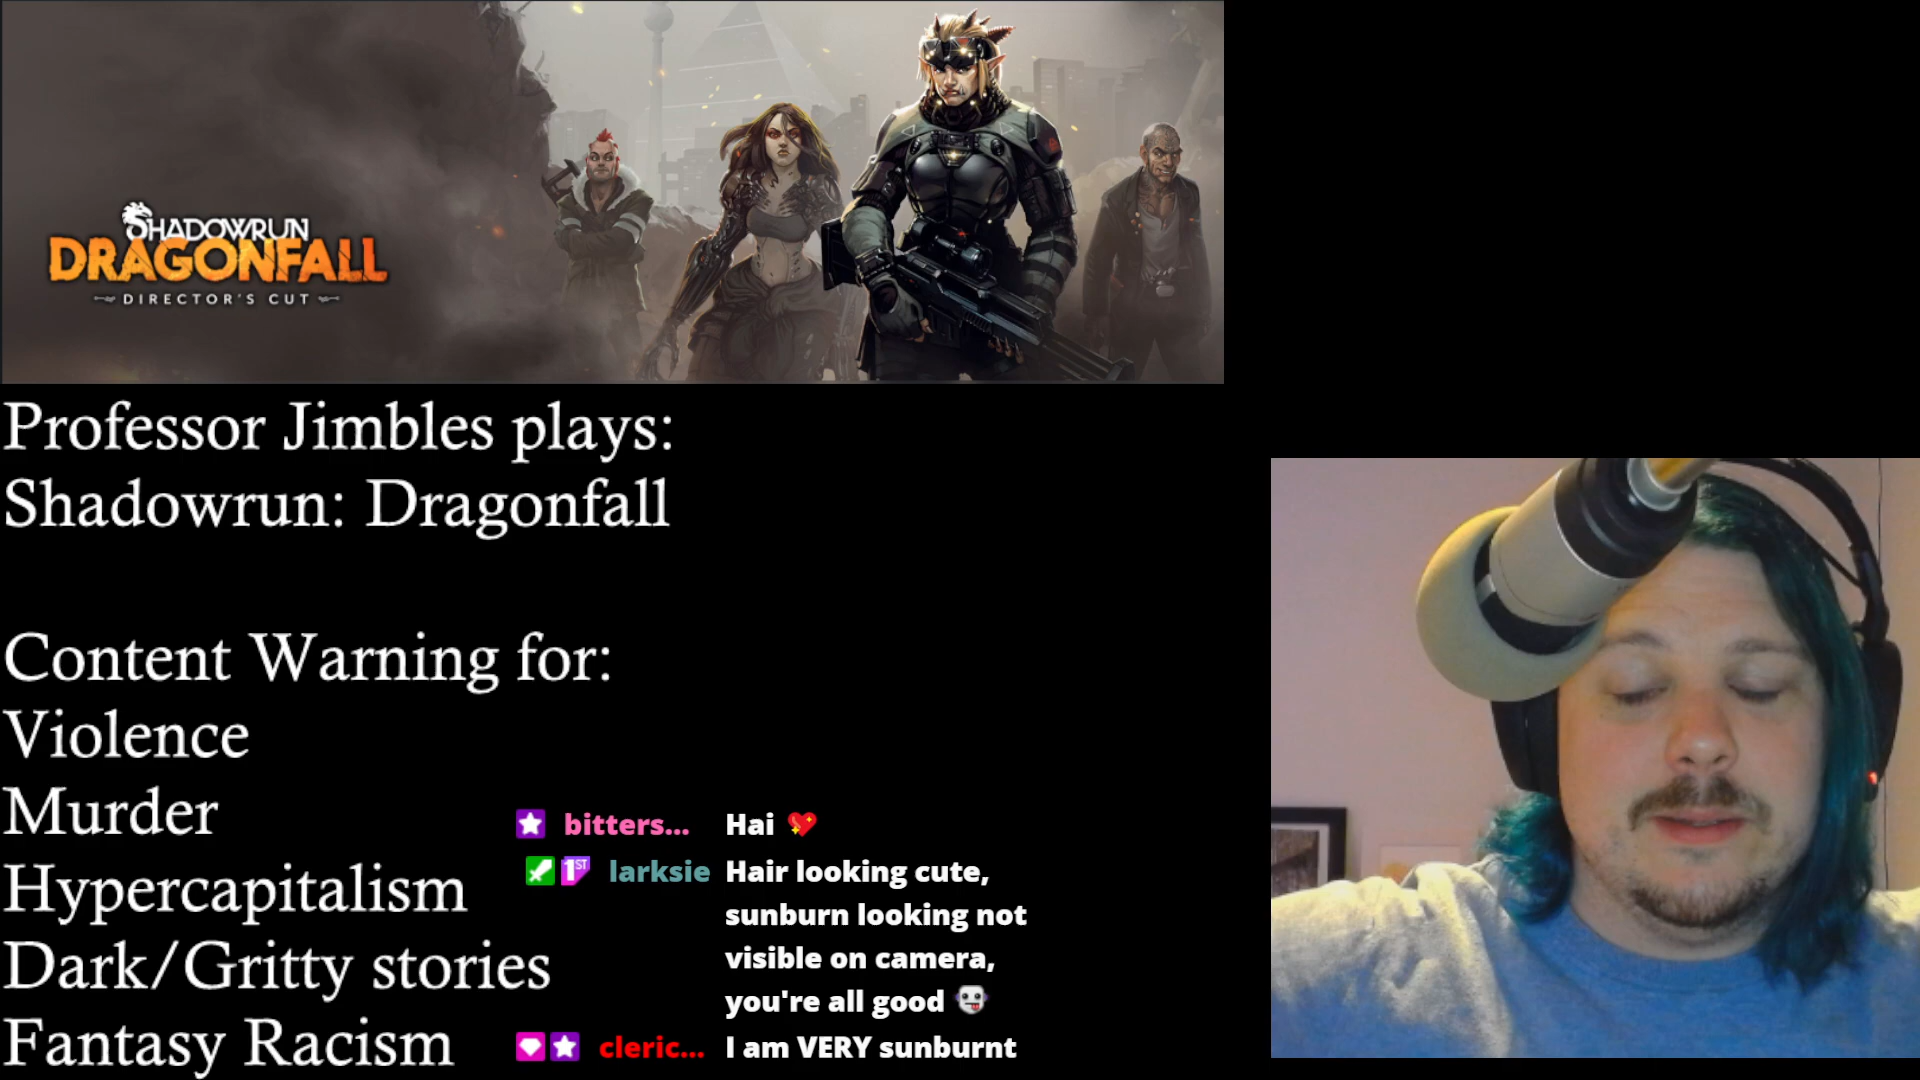 SHADOWRUN
DRAGONFALL
DIRECTOR'S CUT
Professor Jimbles plays:
Shadowrun: Dragonfall
Content Warning for:
Violence
Murder
Hypercapitalism
Dark/Gritty stories
Fantasy Racism
bitters... Hai
1ST larksie Hair looking cute,
sunburn looking not
visible on camera,
you're all good
cleric... I am VERY sunburnt